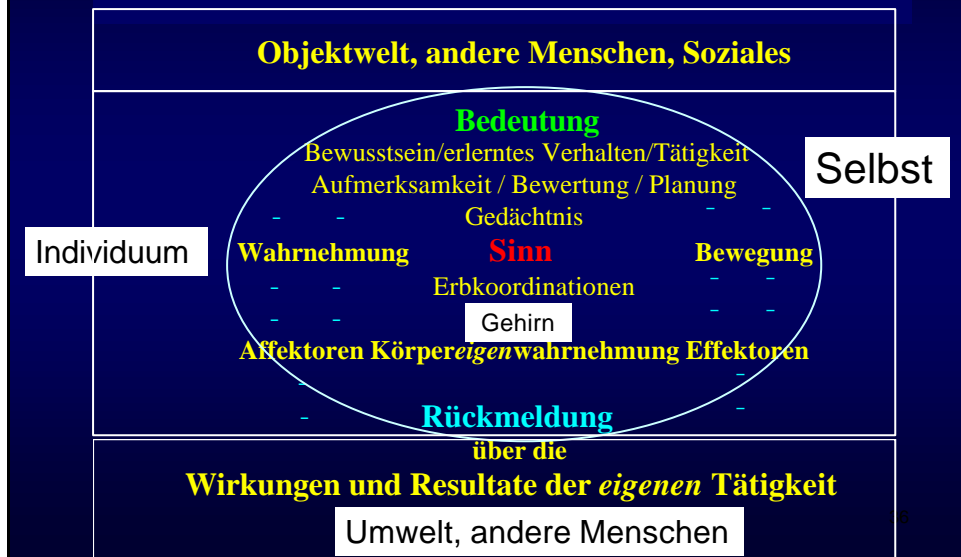 Objektwelt, andere Menschen, Soziales
Bedeutung
Bewusstsein/erlerntes Verhalten/Tätigkeit
Selbst
Aufmerksamkeit / Bewertung / Planung
- - Gedächtnis - -
Individuum
Wahrnehmung Sinn Bewegung
- - Erbkoordinationen - -
- - Gehirn - -
Affektoren Körpereigenwahrnehmung Effektoren
- -
- Rückmeldung -
über die
Wirkungen und Resultate der eigenen Tätigkeit
Umwelt, andere Menschen